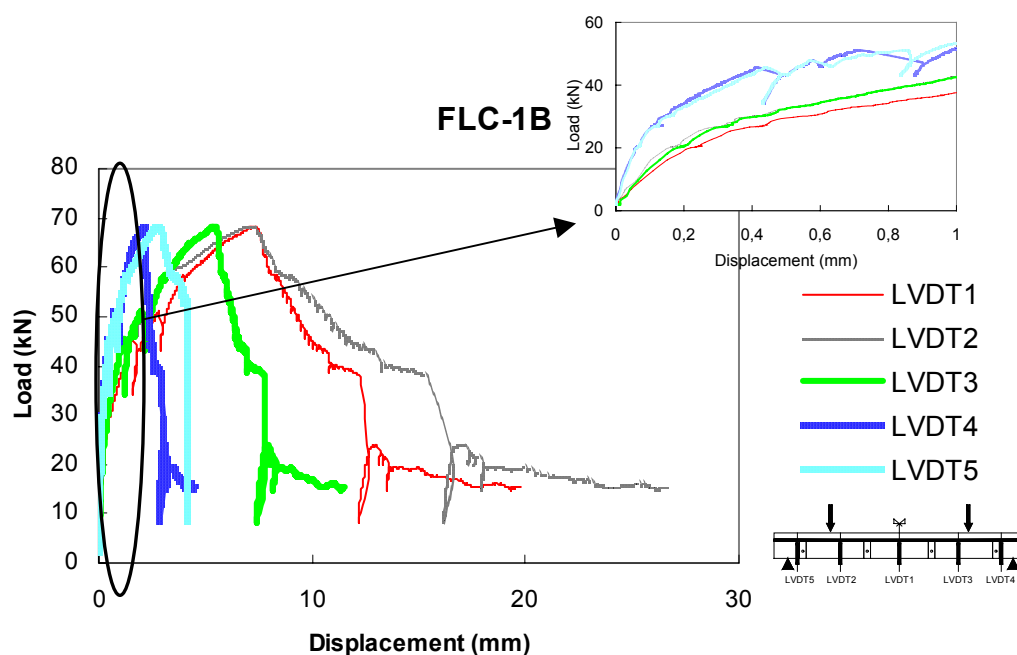 FLC-1B
Load (kN)
60
40
20
0
0 0,2 0,4 0,6 0,8 1
Displacement (mm)
Load (kN)
80
70
60
50
40
30
20
10
0
0 10 20 30
Displacement (mm)
LVDT1
LVDT2
LVDT3
LVDT4
LVDT5
LVDT5 LVDT2 LVDT1 LVDT3 LVDT4